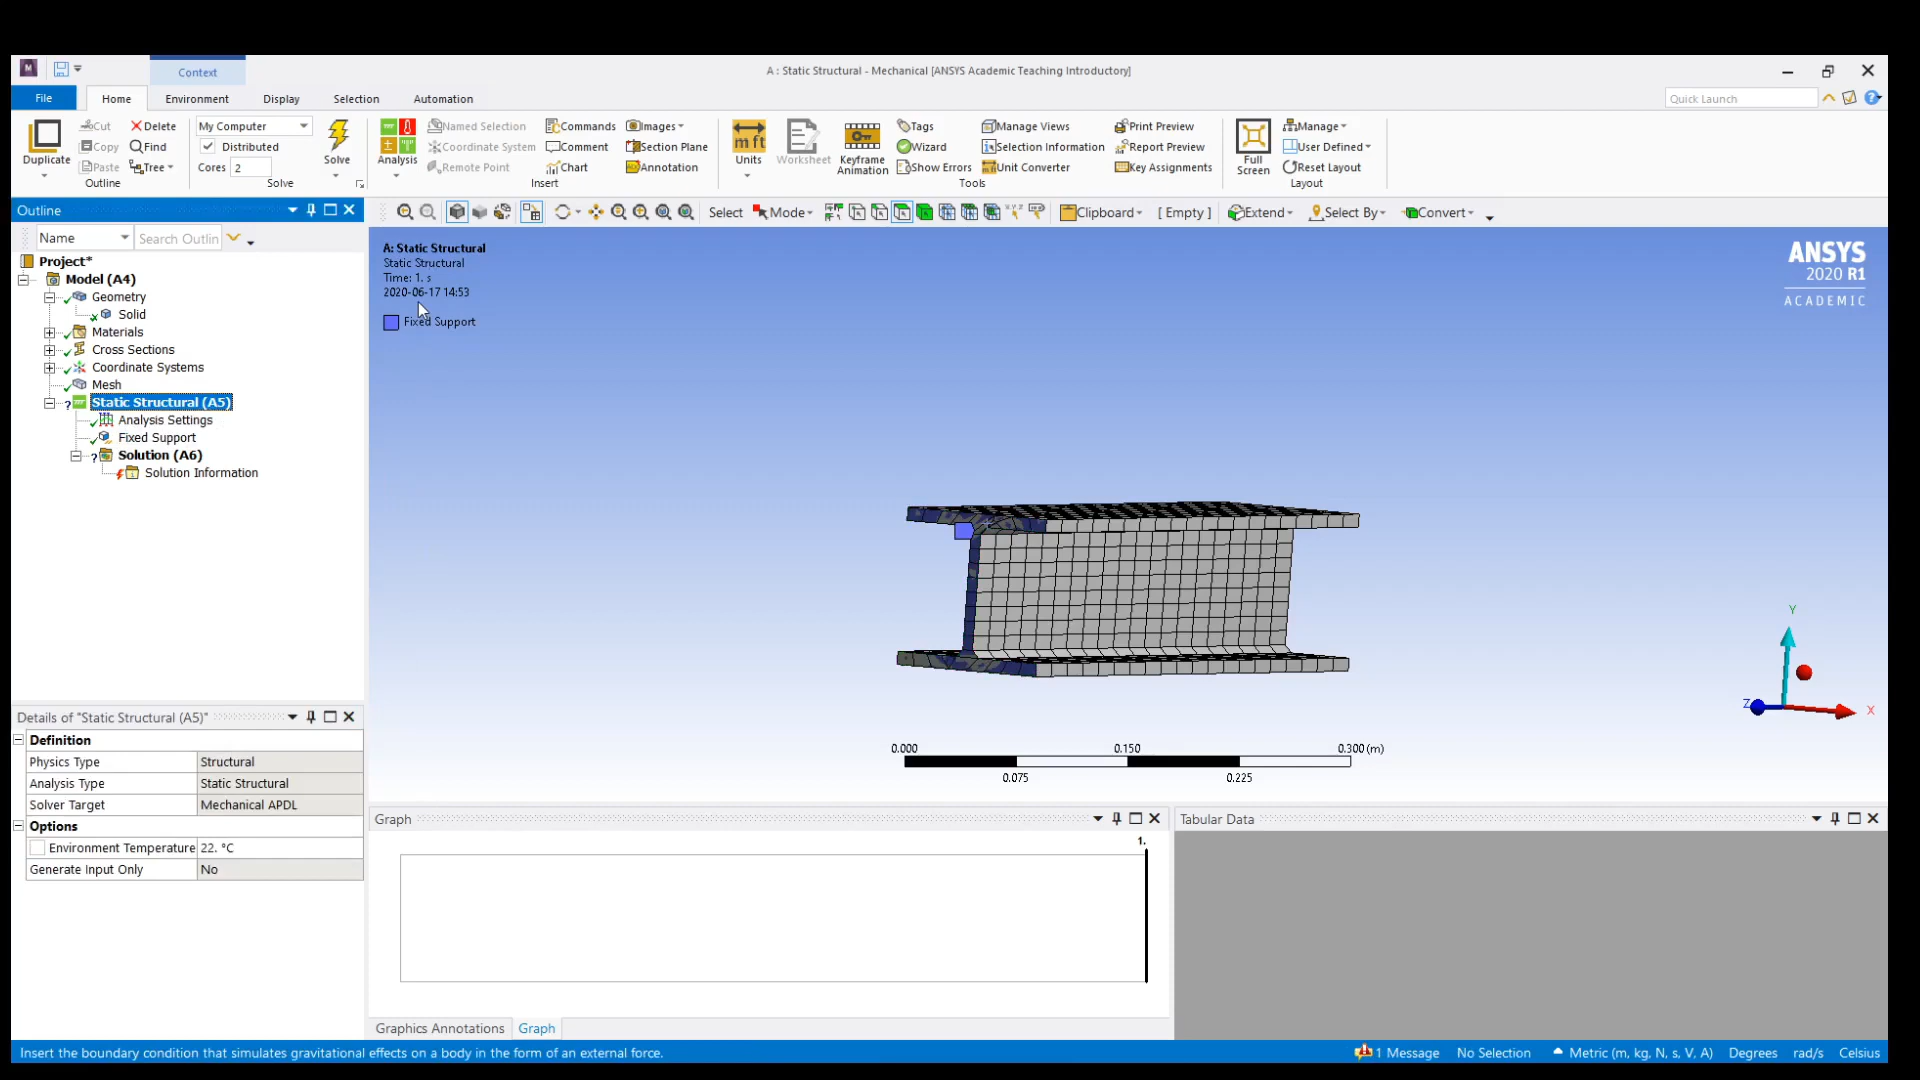 Context
A : Static Structural - Mechanical [ANSYS Academic Teaching Introductory]
File Home Environment Display Selection Automation
Quick Launch
Duplicate
Cut
Copy
Paste
Delete
Find
Tree
Outline
My Computer
Distributed
Cores 2
Solve
Solve
Analysis
Named Selection
Coordinate System
Remote Point
Commands
Comment
Chart
Images
Section Plane
Annotation
Insert
Units
Worksheet
Keyframe
Animation
Tags
Wizard
Show Errors
Manage Views
Selection Information
Unit Converter
Print Preview
Report Preview
Key Assignments
Tools
Full
Screen
Manage
User Defined
Reset Layout
Layout
Outline
Name Search Outlin
Select Mode Clipboard [ Empty ] Extend Select By Convert
Project*
Model (A4)
Geometry
Solid
Materials
Cross Sections
Coordinate Systems
Mesh
Static Structural (A5)
Analysis Settings
Fixed Support
Solution (A6)
Solution Information
A: Static Structural
Static Structural
Time: 1. s
2020-06-17 14:53
Fixed Support
ANSYS
2020 R1
ACADEMIC
Y
Z
X
0.000 0.150 0.300 (m)
0.075 0.225
Details of "Static Structural (A5)"
Definition
Physics Type Structural
Analysis Type Static Structural
Solver Target Mechanical APDL
Options
Environment Temperature 22. °C
Generate Input Only No
Graph
1.
Tabular Data
Graphics Annotations Graph
Insert the boundary condition that simulates gravitational effects on a body in the form of an external force.
1 Message No Selection Metric (m, kg, N, s, V, A) Degrees rad/s Celsius